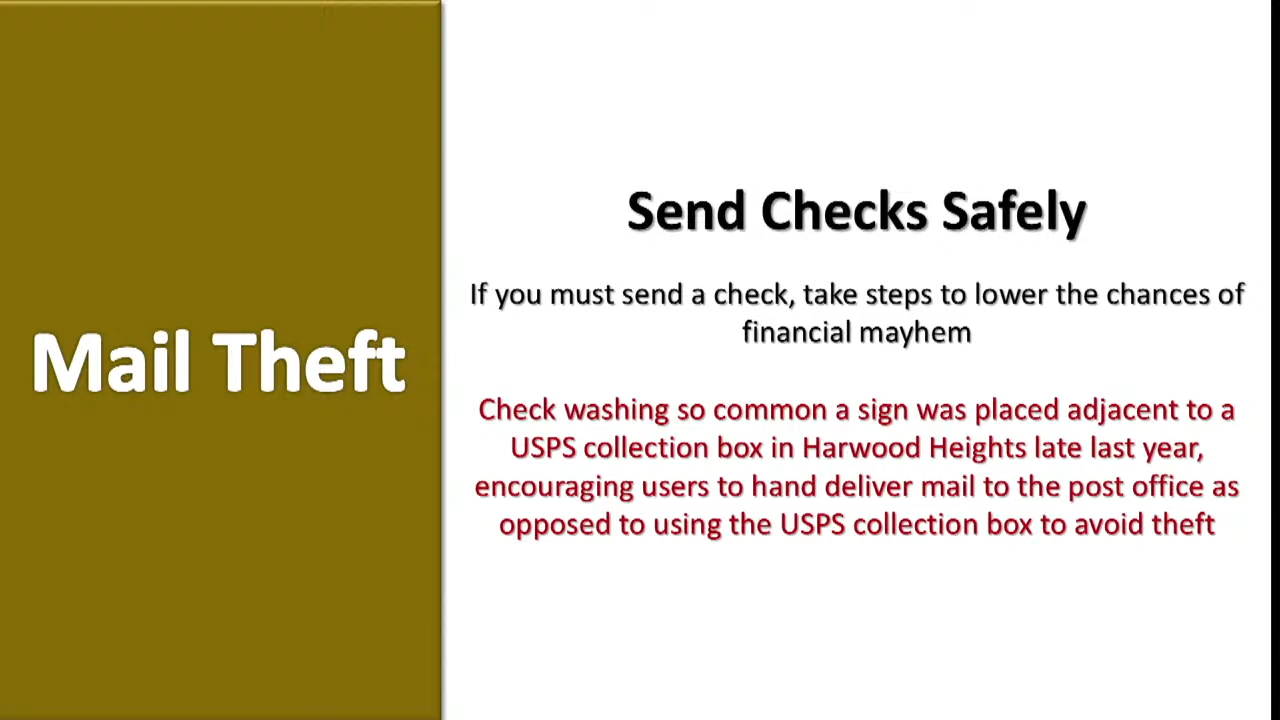 Mail Theft
Send Checks Safely
If you must send a check, take steps to lower the chances of
financial mayhem
Check washing so common a sign was placed adjacent to a
USPS collection box in Harwood Heights late last year,
encouraging users to hand deliver mail to the post office as
opposed to using the USPS collection box to avoid theft